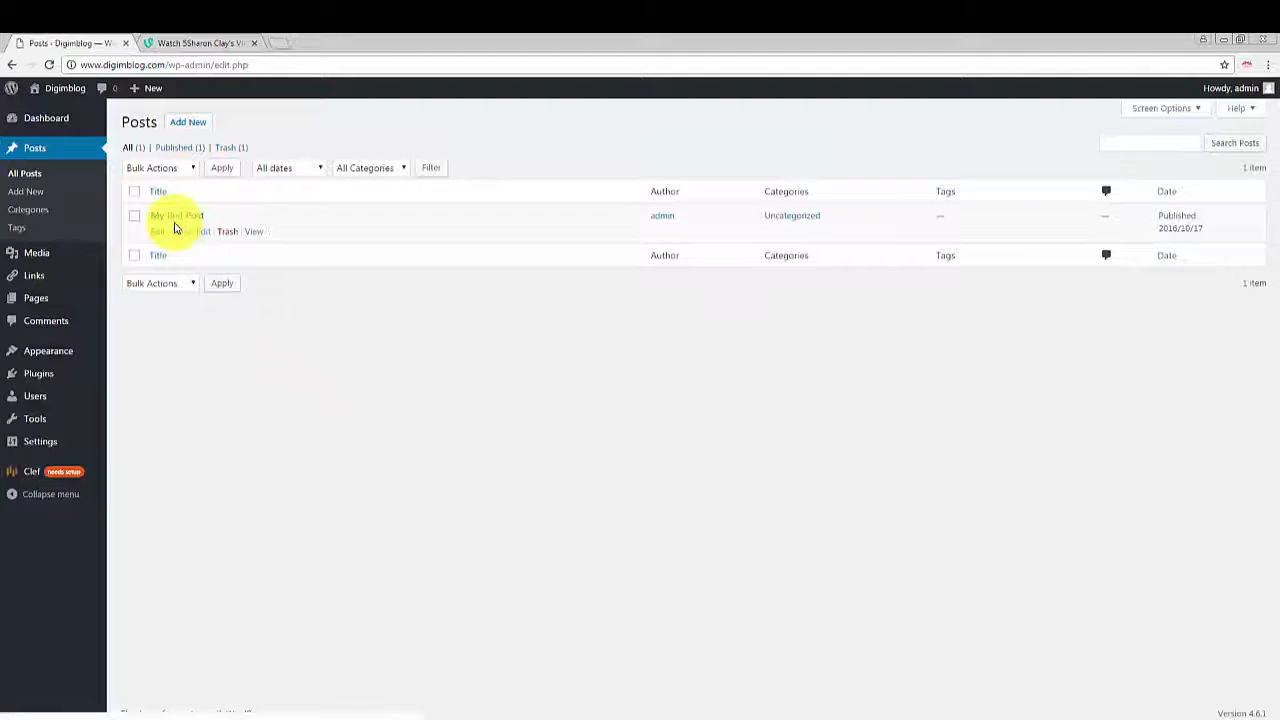 Posts ‹ Digimblog — W
Watch 5Sharon Clay's Vi
www.digimblog.com/wp-admin/edit.php
Digimblog 0 New Howdy, admin
Screen Options Help
Dashboard
Posts Add New
Posts
All (1) | Published (1) | Trash (1)
Search Posts
Bulk Actions Apply All dates All Categories Filter 1 item
All Posts
Add New
Categories
Tags
Media
Links
Pages
Comments
Appearance
Plugins
Users
Tools
Settings
Clef needs setup
Collapse menu
Title Author Categories Tags Date
My first Post admin Uncategorized — — Published
2016/10/17
Edit Edit | Trash | View
Title Author Categories Tags Date
Bulk Actions Apply 1 item
Version 4.6.1